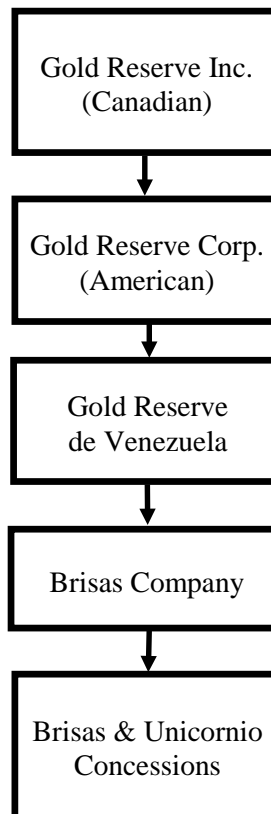 Gold Reserve Inc.
(Canadian)
Gold Reserve Corp.
(American)
Gold Reserve
de Venezuela
Brisas Company
Brisas & Unicornio
Concessions